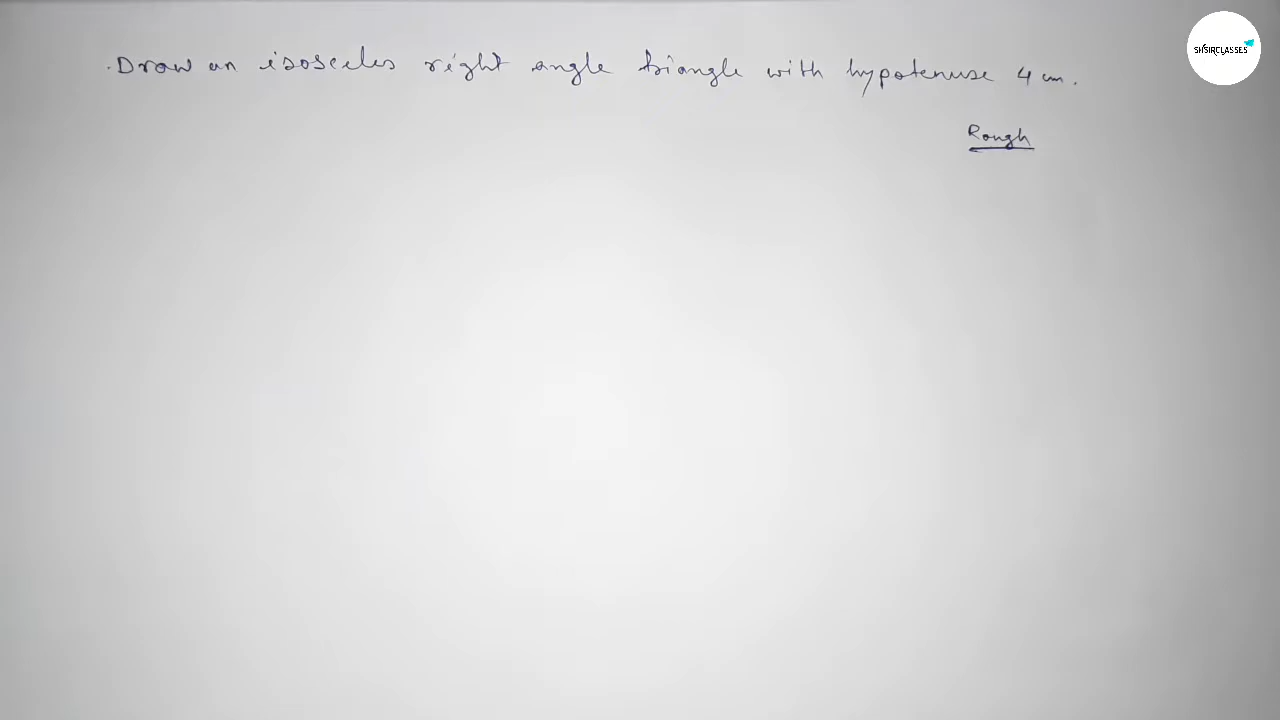 SHSIRCLASSES
Draw an isosceles right angle triangle with hypotenuse 4 cm.
Rough